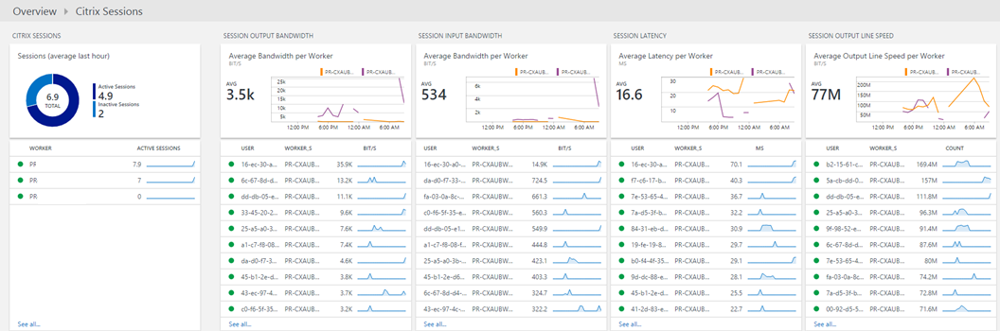 Overview ▸ Citrix Sessions
CITRIX SESSIONS
Sessions (average last hour)
6.9
TOTAL
Active Sessions
4.9
Inactive Sessions
2
WORKER ACTIVE SESSIONS
PF 7.9
PR 7
PR 0
See all...
SESSION OUTPUT BANDWIDTH
Average Bandwidth per Worker
BIT/S
PR-CXAUB... PR-CXAUB...
AVG
3.5k
25k
20k
15k
10k
5k
12:00 PM 6:00 PM 12:00 AM 6:00 AM
USER WORKER_S BIT/S
16-ec-30-a... PR-CXAUB... 35.9K
6c-67-8d-d... PR-CXAUB... 13.2K
dd-db-05-e... PR-CXAUB... 11.1K
33-45-20-2... PR-CXAUB... 9.6K
25-a5-a0-3... PR-CXAUB... 7.6K
a1-c7-f8-08... PR-CXAUB... 7.4K
da-d0-f7-3... PR-CXAUB... 4.6K
45-b1-2e-d... PR-CXAUB... 3.8K
43-ec-97-4... PR-CXAUB... 3.7K
c0-f6-5f-35... PR-CXAUB... 3.2K
See all...
SESSION INPUT BANDWIDTH
Average Bandwidth per Worker
BIT/S
PR-CXAUB... PR-CXAUB...
AVG
534
6k
4k
2k
12:00 PM 6:00 PM 12:00 AM 6:00 AM
USER WORKER_S BIT/S
16-ec-30-a0... PR-CXAUBW... 14.9K
da-d0-f7-33-... PR-CXAUBW... 724.5
fa-03-0a-8c-... PR-CXAUBW... 661.3
c0-f6-5f-35-e... PR-CXAUBW... 560.3
dd-db-05-e1... PR-CXAUBW... 549.9
a1-c7-f8-08-... PR-CXAUBW... 444.8
25-a5-a0-3b-... PR-CXAUBW... 423.1
45-b1-2e-d6... PR-CXAUBW... 403.3
6c-67-8d-d4-... PR-CXAUBW... 324.7
43-ec-97-4c-... PR-CXAUBW... 322.2
See all...
SESSION LATENCY
Average Latency per Worker
MS
PR-CXAUB... PR-CXAUB...
AVG
16.6
30
20
10
12:00 PM 6:00 PM 12:00 AM 6:00 AM
USER WORKER_S MS
16-ec-30-a... PR-CXAUB... 70.1
f7-c6-17-b... PR-CXAUB... 40.3
7e-53-65-4... PR-CXAUB... 36.7
7a-d5-3f-b... PR-CXAUB... 32.2
84-31-eb-d... PR-CXAUB... 30.9
19-fe-19-8... PR-CXAUB... 29.7
b0-f4-4f-35... PR-CXAUB... 29.1
9d-dc-88-e... PR-CXAUB... 28.1
45-b1-2e-d... PR-CXAUB... 25.5
41-2d-83-e... PR-CXAUB... 22.7
See all...
SESSION OUTPUT LINE SPEED
Average Output Line Speed per Worker
BIT/S
PR-CXAUB... PR-CXAUB...
AVG
77M
200M
150M
100M
50M
12:00 PM 6:00 PM 12:00 AM 6:00 AM
USER WORKER_S COUNT
b2-15-61-c... PR-CXAUB... 169.4M
5a-cb-dd-0... PR-CXAUB... 157M
dd-db-05-e... PR-CXAUB... 111.8M
25-a5-a0-3... PR-CXAUB... 96.3M
9f-98-52-e... PR-CXAUB... 91.4M
6c-67-8d-d... PR-CXAUB... 87.6M
7e-53-65-4... PR-CXAUB... 80M
fa-03-0a-8c... PR-CXAUB... 74.2M
7a-d5-3f-b... PR-CXAUB... 72.8M
00-92-d5-5... PR-CXAUB... 71.6M
See all...